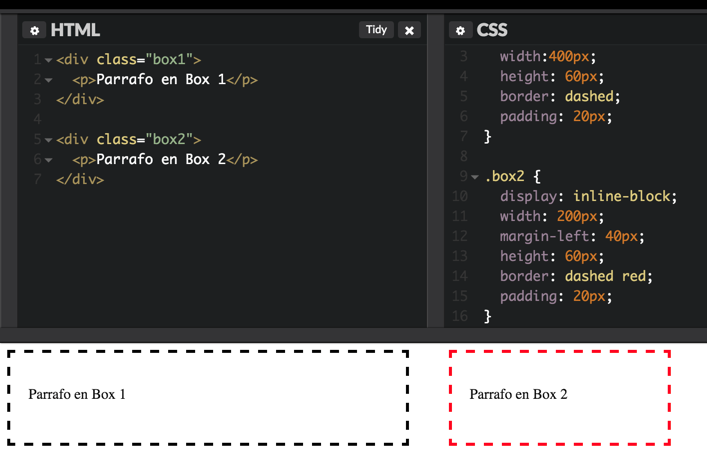 HTML
Tidy
1 <div class="box1">
2 <p>Parrafo en Box 1</p>
3 </div>
4
5 <div class="box2">
6 <p>Parrafo en Box 2</p>
7 </div>
CSS
3 width:400px;
4 height: 60px;
5 border: dashed;
6 padding: 20px;
7 }
8
9 .box2 {
10 display: inline-block;
11 width: 200px;
12 margin-left: 40px;
13 height: 60px;
14 border: dashed red;
15 padding: 20px;
16 }
Parrafo en Box 1
Parrafo en Box 2